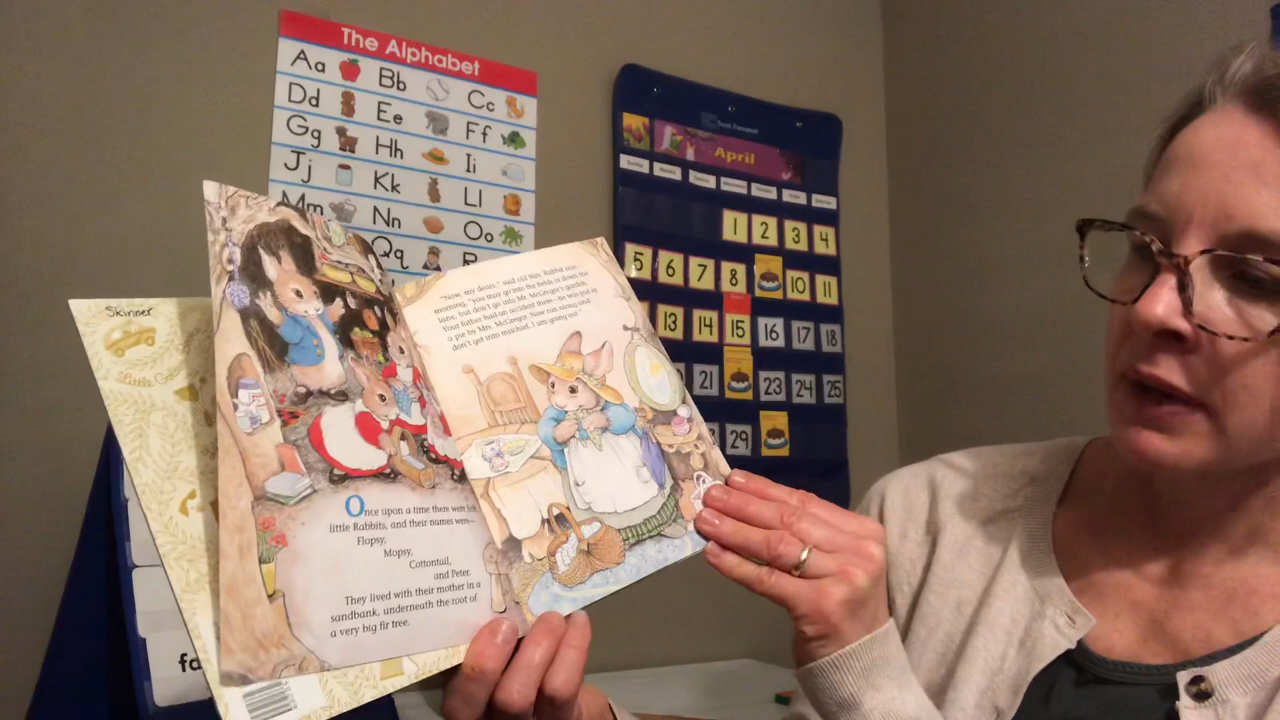 The Alphabet
Aa Bb Cc
Dd Ee Ff
Gg Hh Ii
Jj Kk Ll
Mm Nn Oo
Qq
April
1 2 3 4
5 6 7 8 10 11
13 14 15 16 17 18
21 23 24 25
29
Skinner
Once upon a time there were four
little Rabbits, and their names were—
Flopsy,
Mopsy,
Cottontail,
and Peter.
They lived with their mother in a
sandbank, underneath the root of
a very big fir tree.
"Now, my dears," said old Mrs. Rabbit one
morning, "you may go into the fields or down the
lane, but don't go into Mr. McGregor's garden.
Your father had an accident there—he was put in
a pie by Mrs. McGregor. Now run along and
don't get into mischief. I am going out."